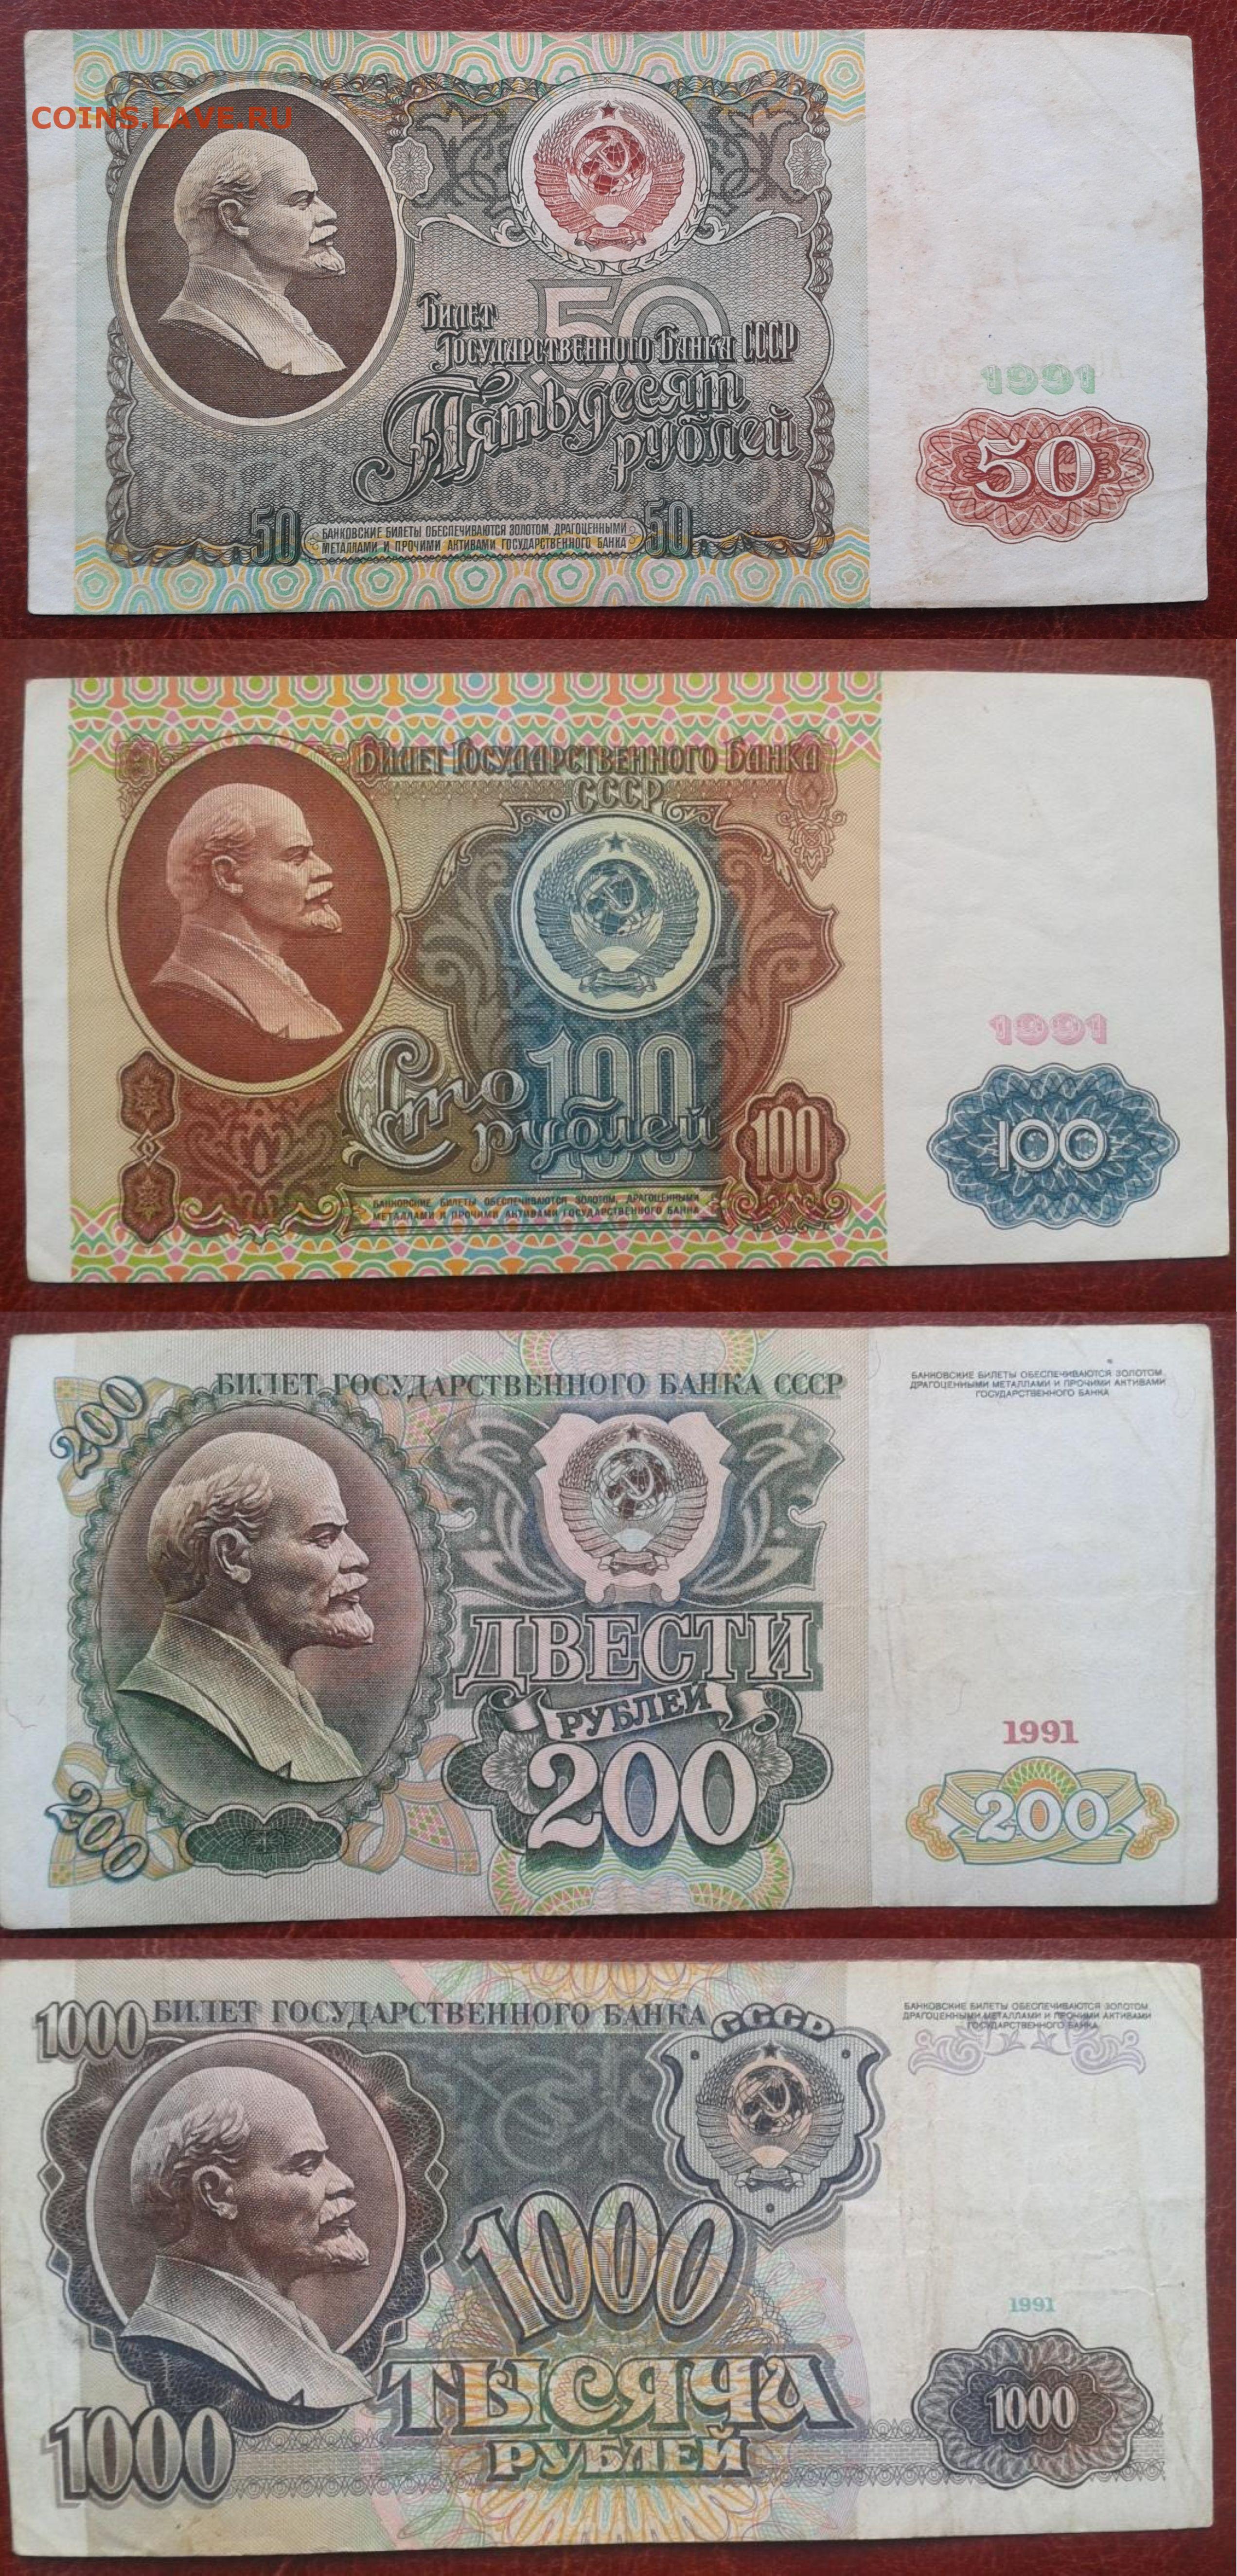 COINS.LAVE.RU
Билет
Государственного Банка СССР
50
Пятьдесят
рублей
1991
50
50
БАНКОВСКИЕ БИЛЕТЫ ОБЕСПЕЧИВАЮТСЯ ЗОЛОТОМ, ДРАГОЦЕННЫМИ
МЕТАЛЛАМИ И ПРОЧИМИ АКТИВАМИ ГОСУДАРСТВЕННОГО БАНКА
50
Билет Государственного Банка
СССР
1991
100
Сто
рублей
100
100
100
БАНКОВСКИЕ БИЛЕТЫ ОБЕСПЕЧИВАЮТСЯ ЗОЛОТОМ, ДРАГОЦЕННЫМИ
МЕТАЛЛАМИ И ПРОЧИМИ АКТИВАМИ ГОСУДАРСТВЕННОГО БАНКА
200
БИЛЕТ ГОСУДАРСТВЕННОГО БАНКА СССР
БАНКОВСКИЕ БИЛЕТЫ ОБЕСПЕЧИВАЮТСЯ ЗОЛОТОМ,
ДРАГОЦЕННЫМИ МЕТАЛЛАМИ И ПРОЧИМИ АКТИВАМИ
ГОСУДАРСТВЕННОГО БАНКА
ДВЕСТИ
РУБЛЕЙ
200
200
1991
200
1000
БИЛЕТ ГОСУДАРСТВЕННОГО БАНКА СССР
БАНКОВСКИЕ БИЛЕТЫ ОБЕСПЕЧИВАЮТСЯ ЗОЛОТОМ,
ДРАГОЦЕННЫМИ МЕТАЛЛАМИ И ПРОЧИМИ АКТИВАМИ
ГОСУДАРСТВЕННОГО БАНКА
1000
ТЫСЯЧА
РУБЛЕЙ
1000
1991
1000